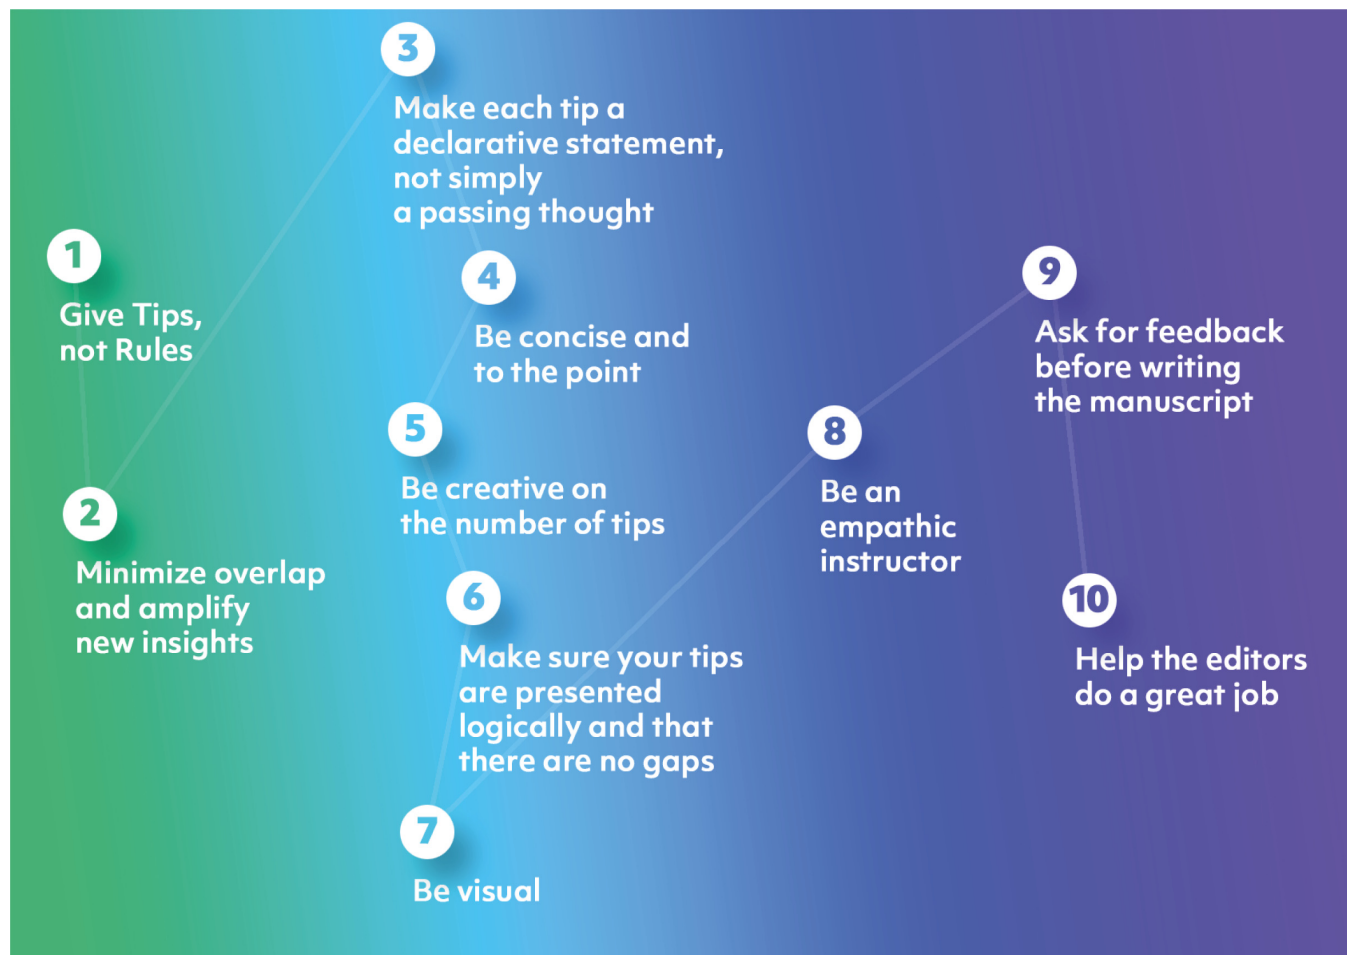 1
Give Tips,
not Rules
2
Minimize overlap
and amplify
new insights
3
Make each tip a
declarative statement,
not simply
a passing thought
4
Be concise and
to the point
5
Be creative on
the number of tips
6
Make sure your tips
are presented
logically and that
there are no gaps
7
Be visual
8
Be an
empathic
instructor
9
Ask for feedback
before writing
the manuscript
10
Help the editors
do a great job